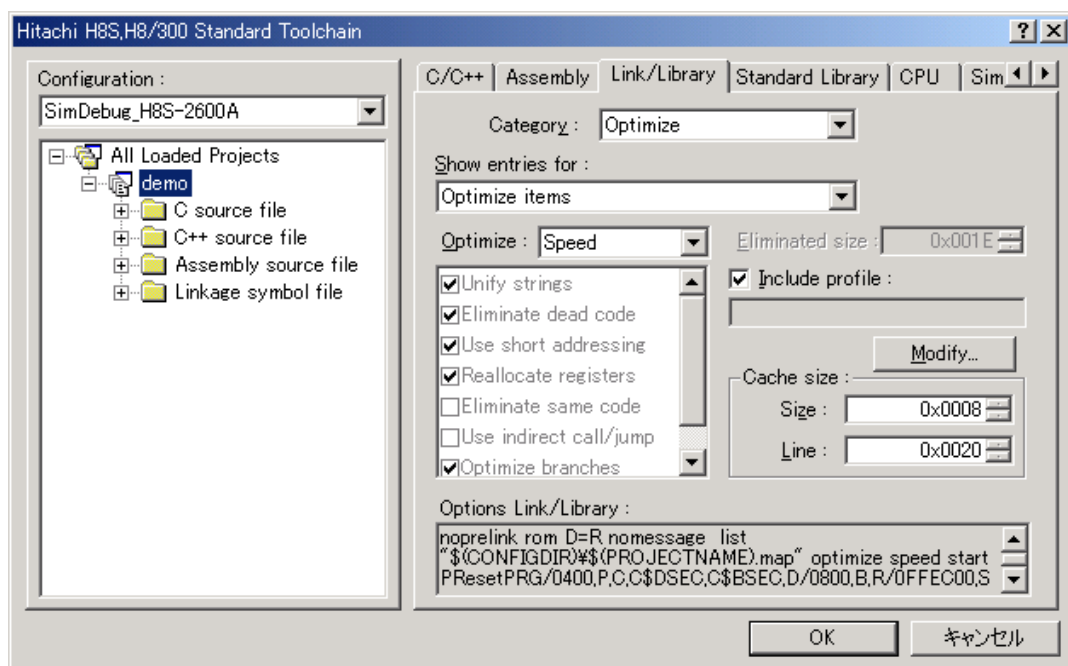 Hitachi H8S,H8/300 Standard Toolchain
Configuration :
SimDebug_H8S-2600A
All Loaded Projects
demo
C source file
C++ source file
Assembly source file
Linkage symbol file
C/C++ Assembly Link/Library Standard Library CPU Sim
Category : Optimize
Show entries for :
Optimize items
Optimize : Speed
Eliminated size : 0x001E
Unify strings
Eliminate dead code
Use short addressing
Reallocate registers
Eliminate same code
Use indirect call/jump
Optimize branches
Include profile :
Modify...
Cache size :
Size : 0x0008
Line : 0x0020
Options Link/Library :
noprelink rom D=R nomessage list
"$(CONFIGDIR)¥$(PROJECTNAME).map" optimize speed start
PResetPRG/0400,P,C,C$DSEC,C$BSEC,D/0800,B,R/0FFEC00,S
OK キャンセル